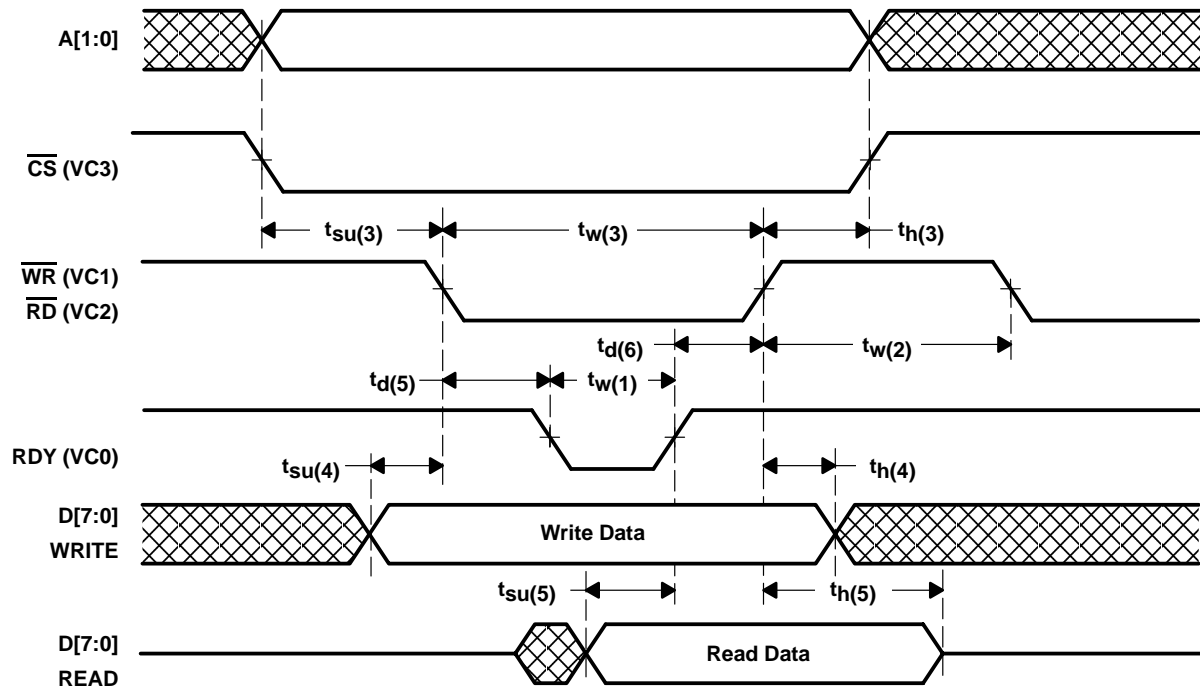 A[1:0]
CS (VC3)
tsu(3) tw(3) th(3)
WR (VC1)
RD (VC2)
td(6) tw(2)
td(5) tw(1)
RDY (VC0)
tsu(4) th(4)
D[7:0]
WRITE
Write Data
tsu(5) th(5)
D[7:0]
READ
Read Data